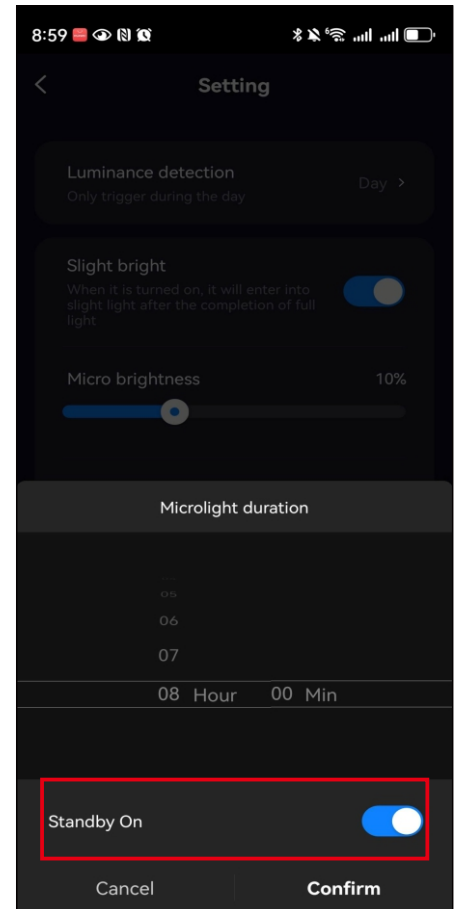 8:59
Setting
Luminance detection
Only trigger during the day
Day >
Slight bright
When it is turned on, it will enter into
slight light after the completion of full
light
Micro brightness
10%
Microlight duration
05
06
07
08 Hour 00 Min
Standby On
Cancel
Confirm